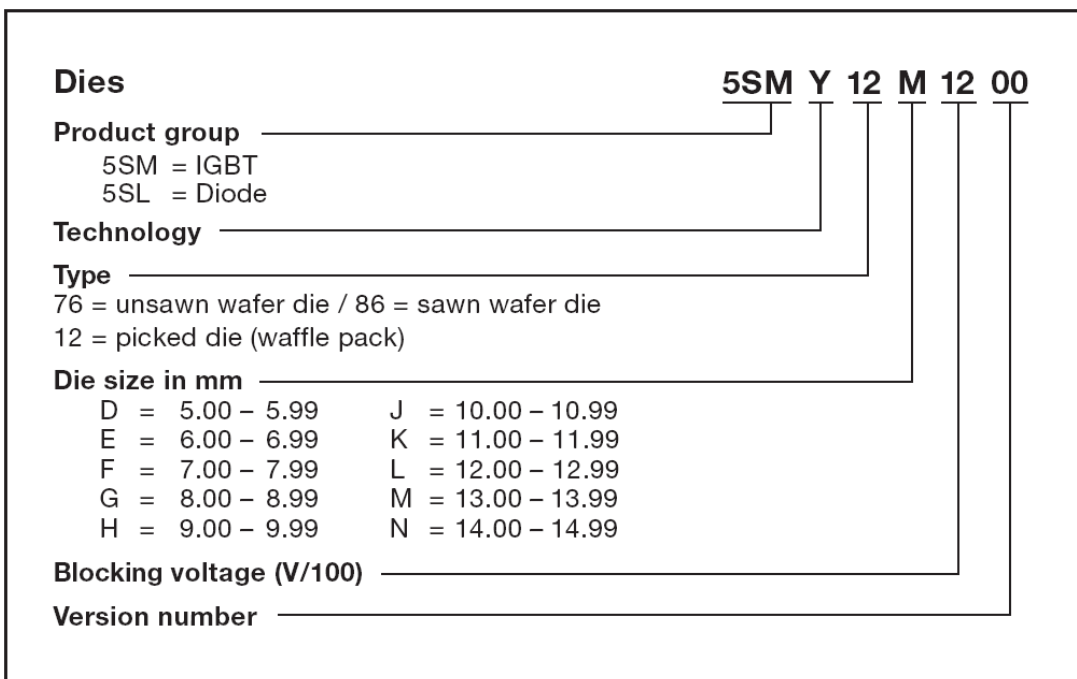 Dies 5SM Y 12 M 12 00
Product group
5SM = IGBT
5SL = Diode
Technology
Type
76 = unsawn wafer die / 86 = sawn wafer die
12 = picked die (waffle pack)
Die size in mm
D = 5.00 – 5.99 J = 10.00 – 10.99
E = 6.00 – 6.99 K = 11.00 – 11.99
F = 7.00 – 7.99 L = 12.00 – 12.99
G = 8.00 – 8.99 M = 13.00 – 13.99
H = 9.00 – 9.99 N = 14.00 – 14.99
Blocking voltage (V/100)
Version number